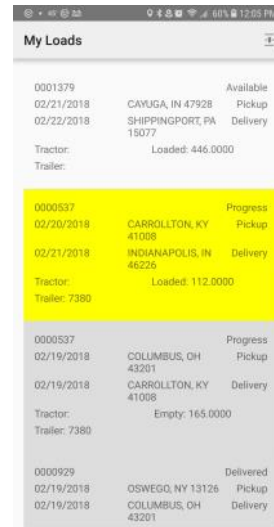 60% 12:05 PM
My Loads
0001379 Available
02/21/2018 CAYUGA, IN 47928 Pickup
02/22/2018 SHIPPINGPORT, PA 15077 Delivery
Tractor: Loaded: 446.0000
Trailer:
0000537 Progress
02/20/2018 CARROLLTON, KY 41008 Pickup
02/21/2018 INDIANAPOLIS, IN 46226 Delivery
Tractor: Loaded: 112.0000
Trailer: 7380
0000537 Progress
02/19/2018 COLUMBUS, OH 43201 Pickup
02/19/2018 CARROLLTON, KY 41008 Delivery
Tractor: Empty: 165.0000
Trailer: 7380
0000929 Delivered
02/19/2018 OSWEGO, NY 13126 Pickup
02/19/2018 COLUMBUS, OH 43201 Delivery